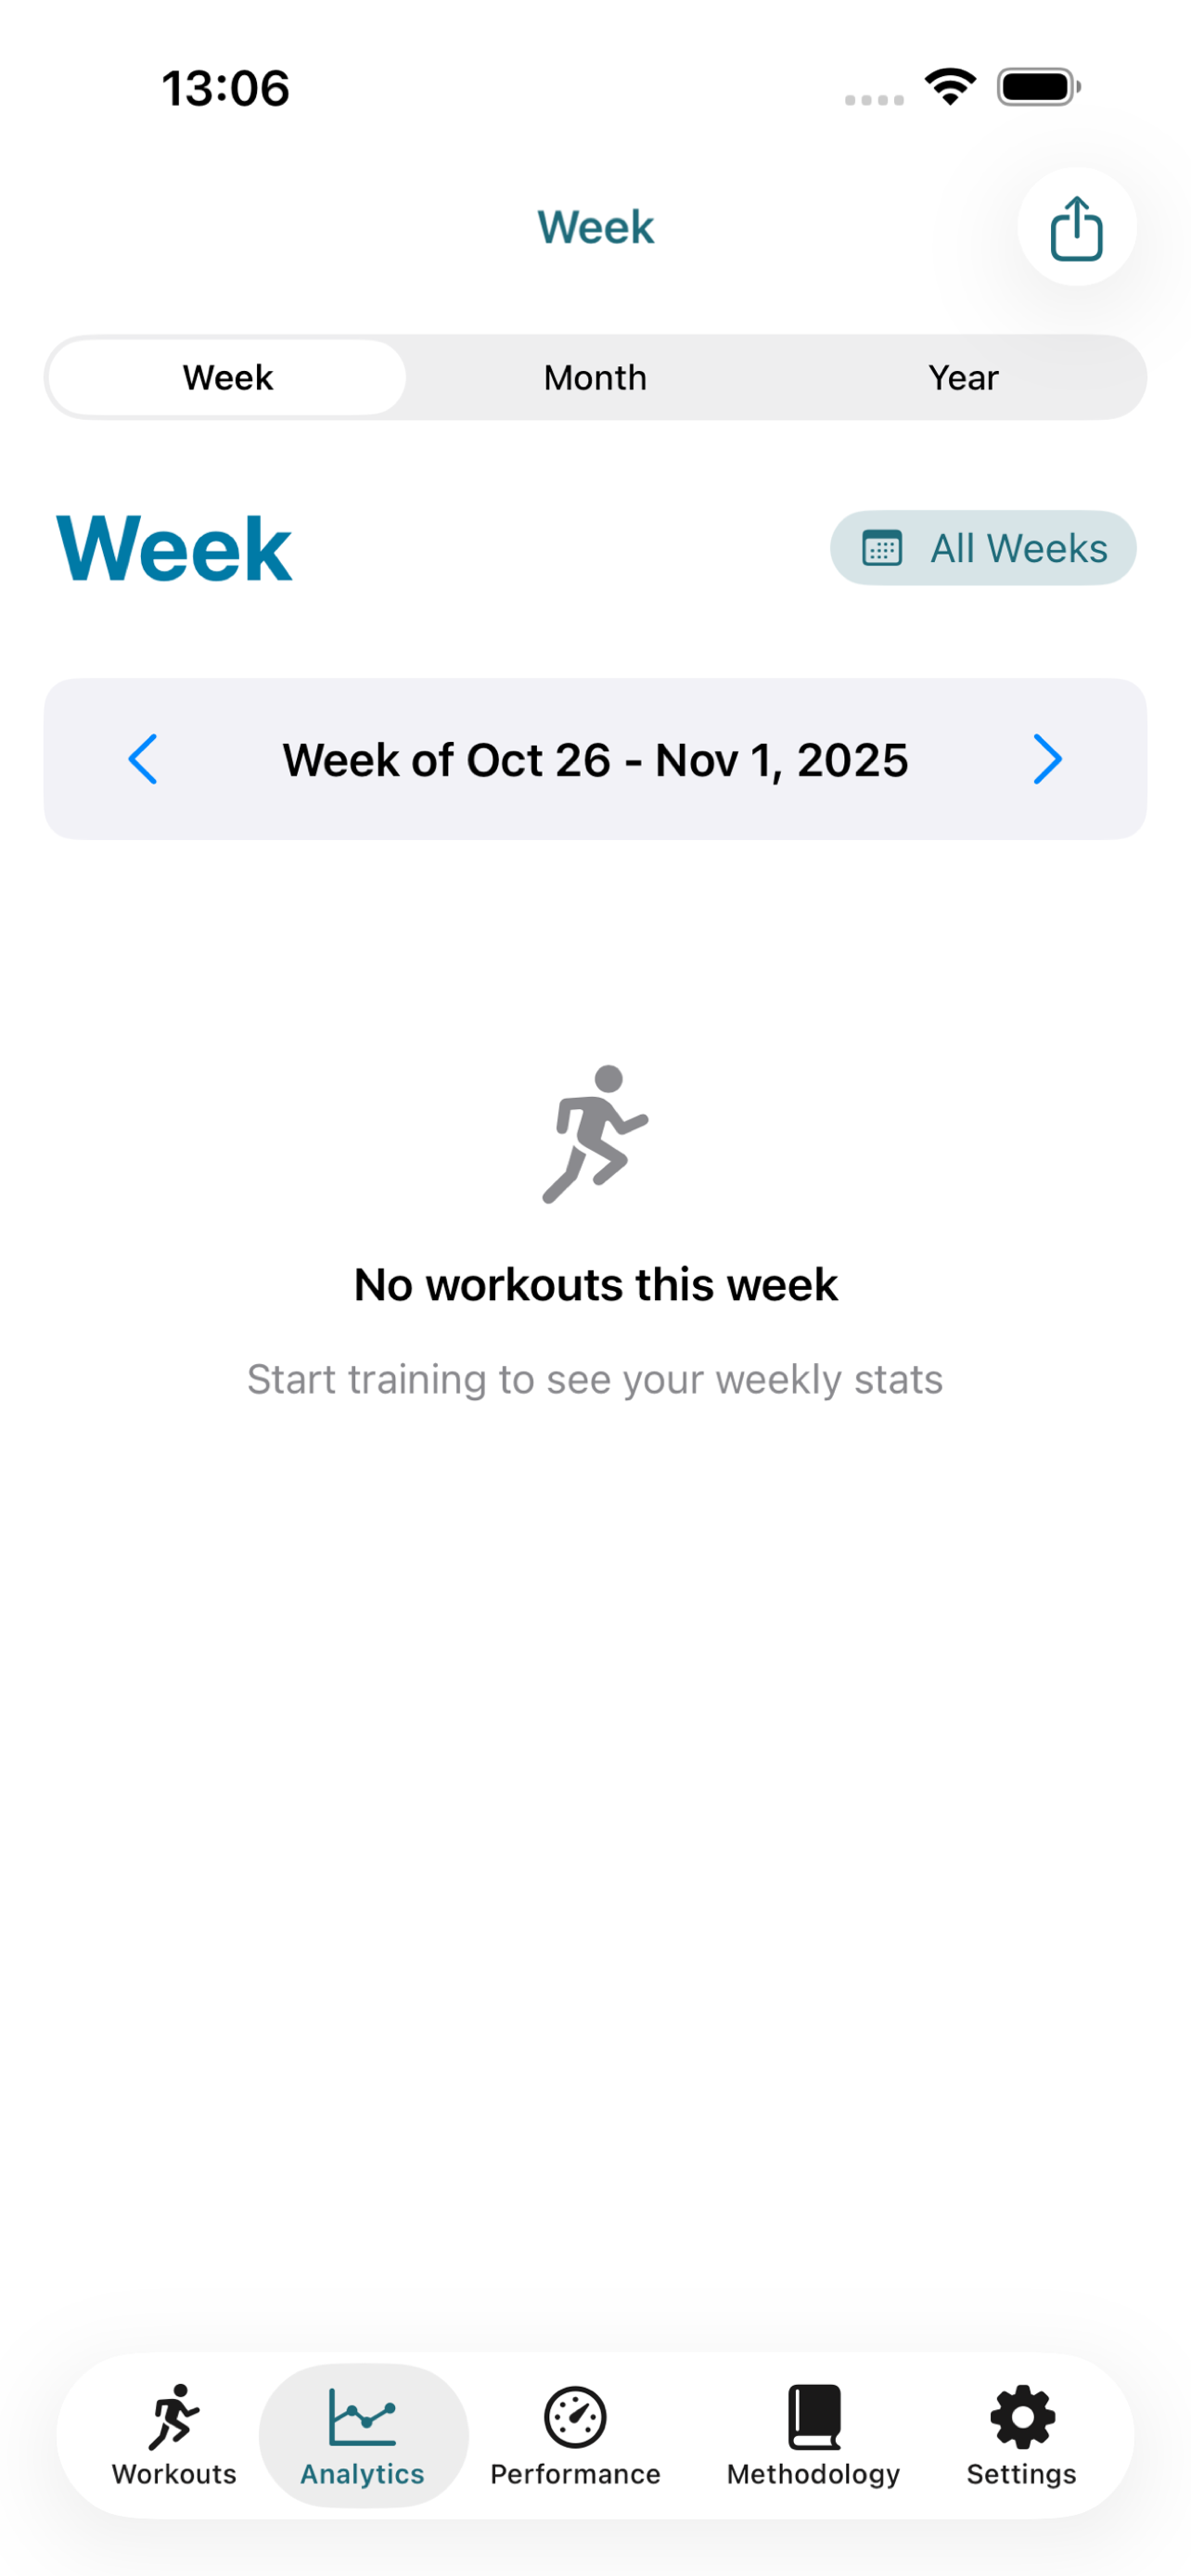 13:06
Week
Week Month Year
Week
All Weeks
Week of Oct 26 - Nov 1, 2025
No workouts this week
Start training to see your weekly stats
Workouts Analytics Performance Methodology Settings